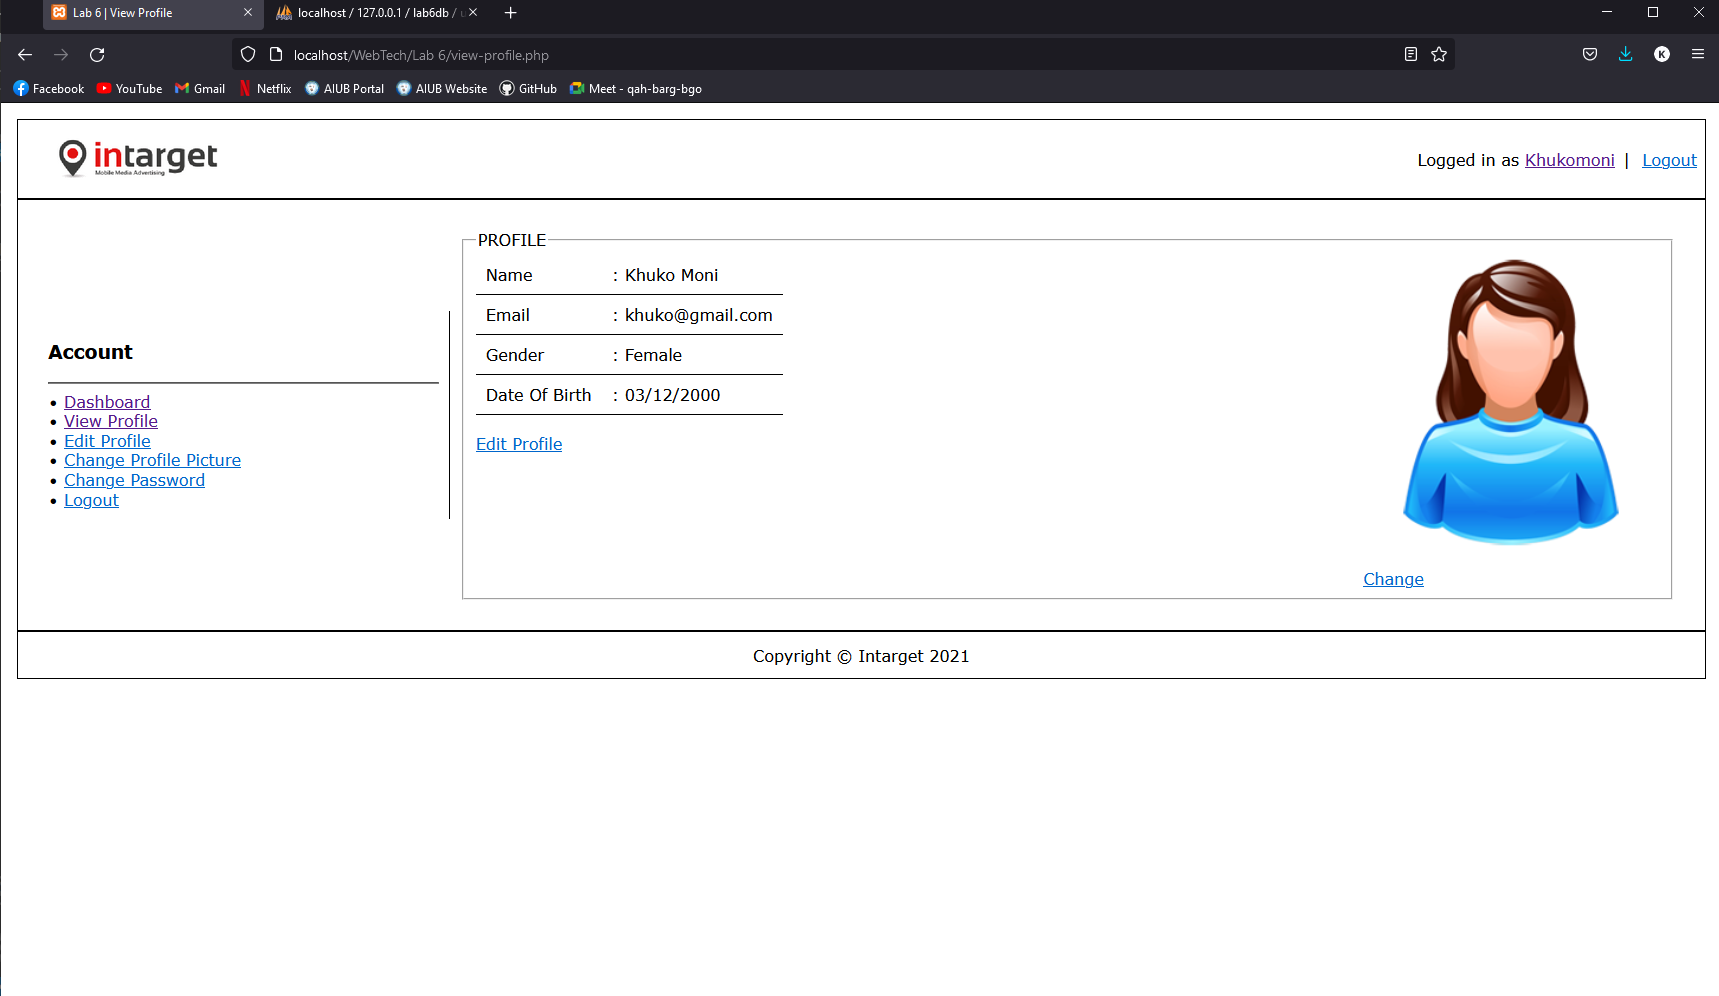 Lab 6 | View Profile
localhost / 127.0.0.1 / lab6db /
localhost/WebTech/Lab 6/view-profile.php
K
Facebook YouTube Gmail Netflix AIUB Portal AIUB Website GitHub Meet - qah-barg-bgo
intarget
Mobile Media Advertising
Logged in as Khukomoni | Logout
PROFILE
Name : Khuko Moni
Email : khuko@gmail.com
Gender : Female
Date Of Birth : 03/12/2000
Edit Profile
Change
Account
• Dashboard
• View Profile
• Edit Profile
• Change Profile Picture
• Change Password
• Logout
Copyright © Intarget 2021